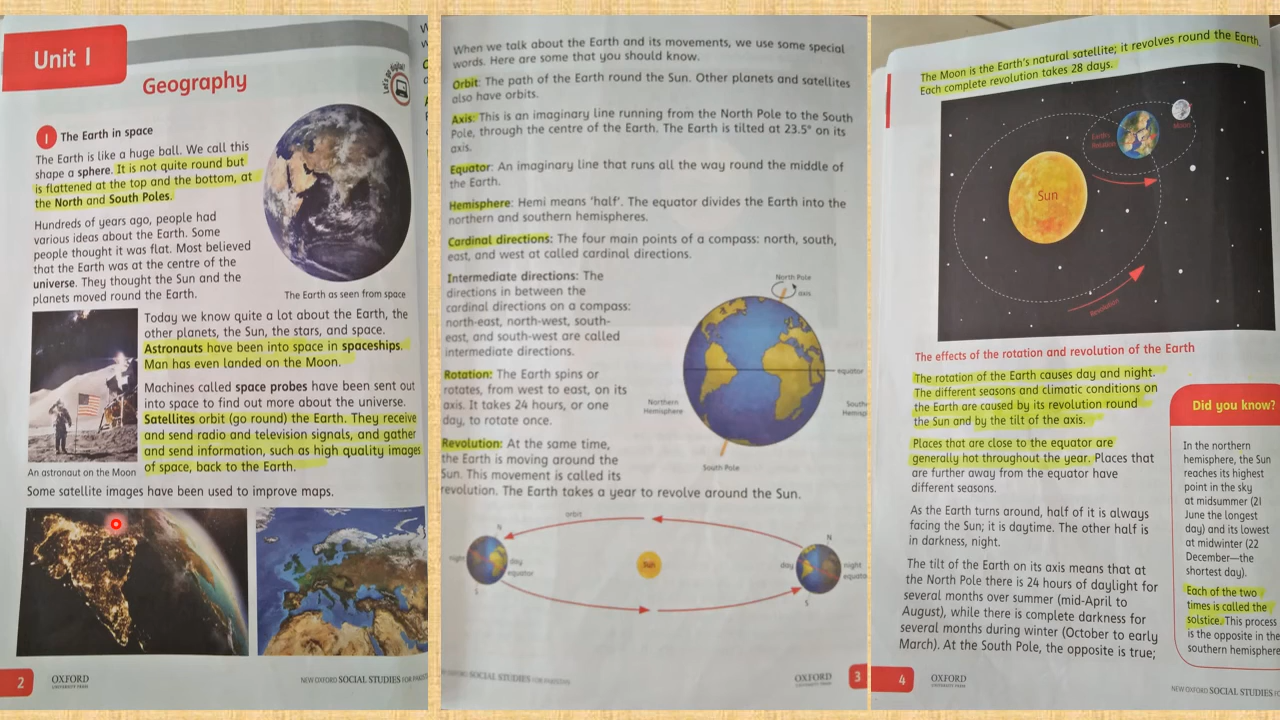 Unit 1
Geography
Let's go digital!
1 The Earth in space
The Earth is like a huge ball. We call this
shape a sphere. It is not quite round but
is flattened at the top and the bottom, at
the North and South Poles.
Hundreds of years ago, people had
various ideas about the Earth. Some
people thought it was flat. Most believed
that the Earth was at the centre of the
universe. They thought the Sun and the
planets moved round the Earth.
The Earth as seen from space
Today we know quite a lot about the Earth, the
other planets, the Sun, the stars, and space.
Astronauts have been into space in spaceships.
Man has even landed on the Moon.
Machines called space probes have been sent out
into space to find out more about the universe.
Satellites orbit (go round) the Earth. They receive
and send radio and television signals, and gather
and send information, such as high quality images
of space, back to the Earth.
An astronaut on the Moon
Some satellite images have been used to improve maps.
2
OXFORD
UNIVERSITY PRESS
NEW OXFORD SOCIAL STUDIES FOR
When we talk about the Earth and its movements, we use some special
words. Here are some that you should know.
Orbit: The path of the Earth round the Sun. Other planets and satellites
also have orbits.
Axis: This is an imaginary line running from the North Pole to the South
Pole, through the centre of the Earth. The Earth is tilted at 23.5° on its
axis.
Equator: An imaginary line that runs all the way round the middle of
the Earth.
Hemisphere: Hemi means 'half'. The equator divides the Earth into the
northern and southern hemispheres.
Cardinal directions: The four main points of a compass: north, south,
east, and west at called cardinal directions.
Intermediate directions: The
directions in between the
cardinal directions on a compass:
north-east, north-west, south-
east, and south-west are called
intermediate directions.
Rotation: The Earth spins or
rotates, from west to east, on its
axis. It takes 24 hours, or one
day, to rotate once.
Revolution: At the same time,
the Earth is moving around the
Sun. This movement is called its
revolution. The Earth takes a year to revolve around the Sun.
North Pole
axis
equator
Northern
Hemisphere
South Pole
orbit
N
night
day
equator
S
Sun
N
day
night
S
SOCIAL STUDIES FOR PAKISTAN
OXFORD
UNIVERSITY PRESS
3
The Moon is the Earth's natural satellite; it revolves round the Earth.
Each complete revolution takes 28 days.
Earth's
Rotation
Moon
Sun
Revolution
The effects of the rotation and revolution of the Earth
The rotation of the Earth causes day and night.
The different seasons and climatic conditions on
the Earth are caused by its revolution round
the Sun and by the tilt of the axis.
Places that are close to the equator are
generally hot throughout the year. Places that
are further away from the equator have
different seasons.
As the Earth turns around, half of it is always
facing the Sun; it is daytime. The other half is
in darkness, night.
The tilt of the Earth on its axis means that at
the North Pole there is 24 hours of daylight for
several months over summer (mid-April to
August), while there is complete darkness for
several months during winter (October to early
March). At the South Pole, the opposite is true;
Did you know?
In the northern
hemisphere, the Sun
reaches its highest
point in the sky
at midsummer (21
June the longest
day) and its lowest
at midwinter (22
December—the
shortest day).
Each of the two
times is called the
solstice. This process
is the opposite in the
southern hemisphere
4
OXFORD
UNIVERSITY PRESS
NEW OXFORD SOCIAL STUDIES